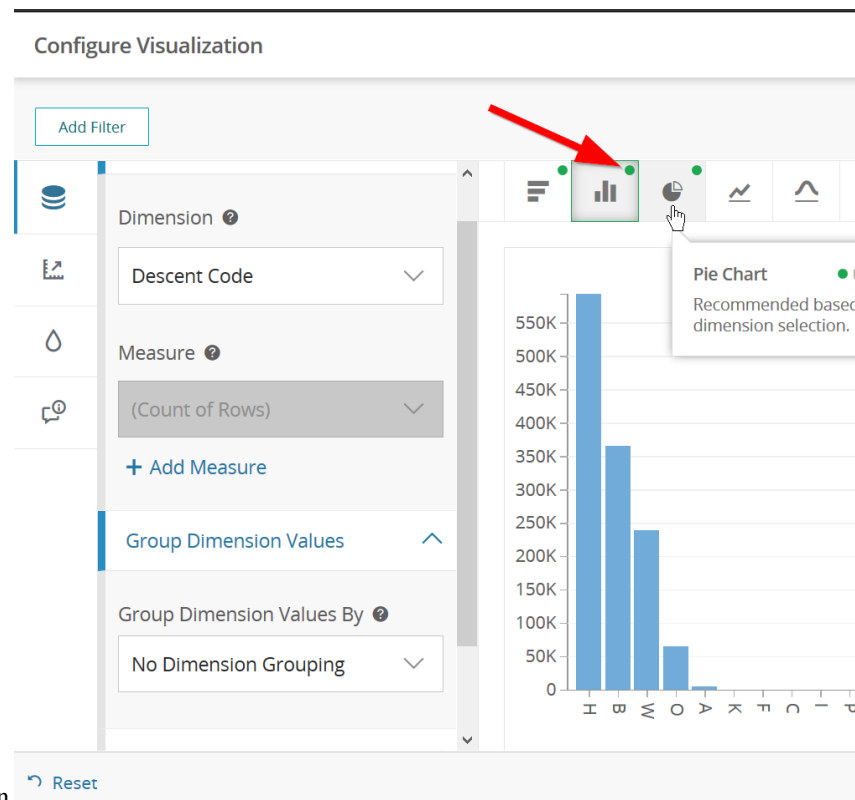 Configure Visualization
Add Filter
Dimension
Descent Code
Measure
(Count of Rows)
+ Add Measure
Group Dimension Values
Group Dimension Values By
No Dimension Grouping
Pie Chart
Recommended based
dimension selection.
550K
500K
450K
400K
350K
300K
250K
200K
150K
100K
50K
0
H
B
W
O
A
K
F
C
I
P
Reset
n